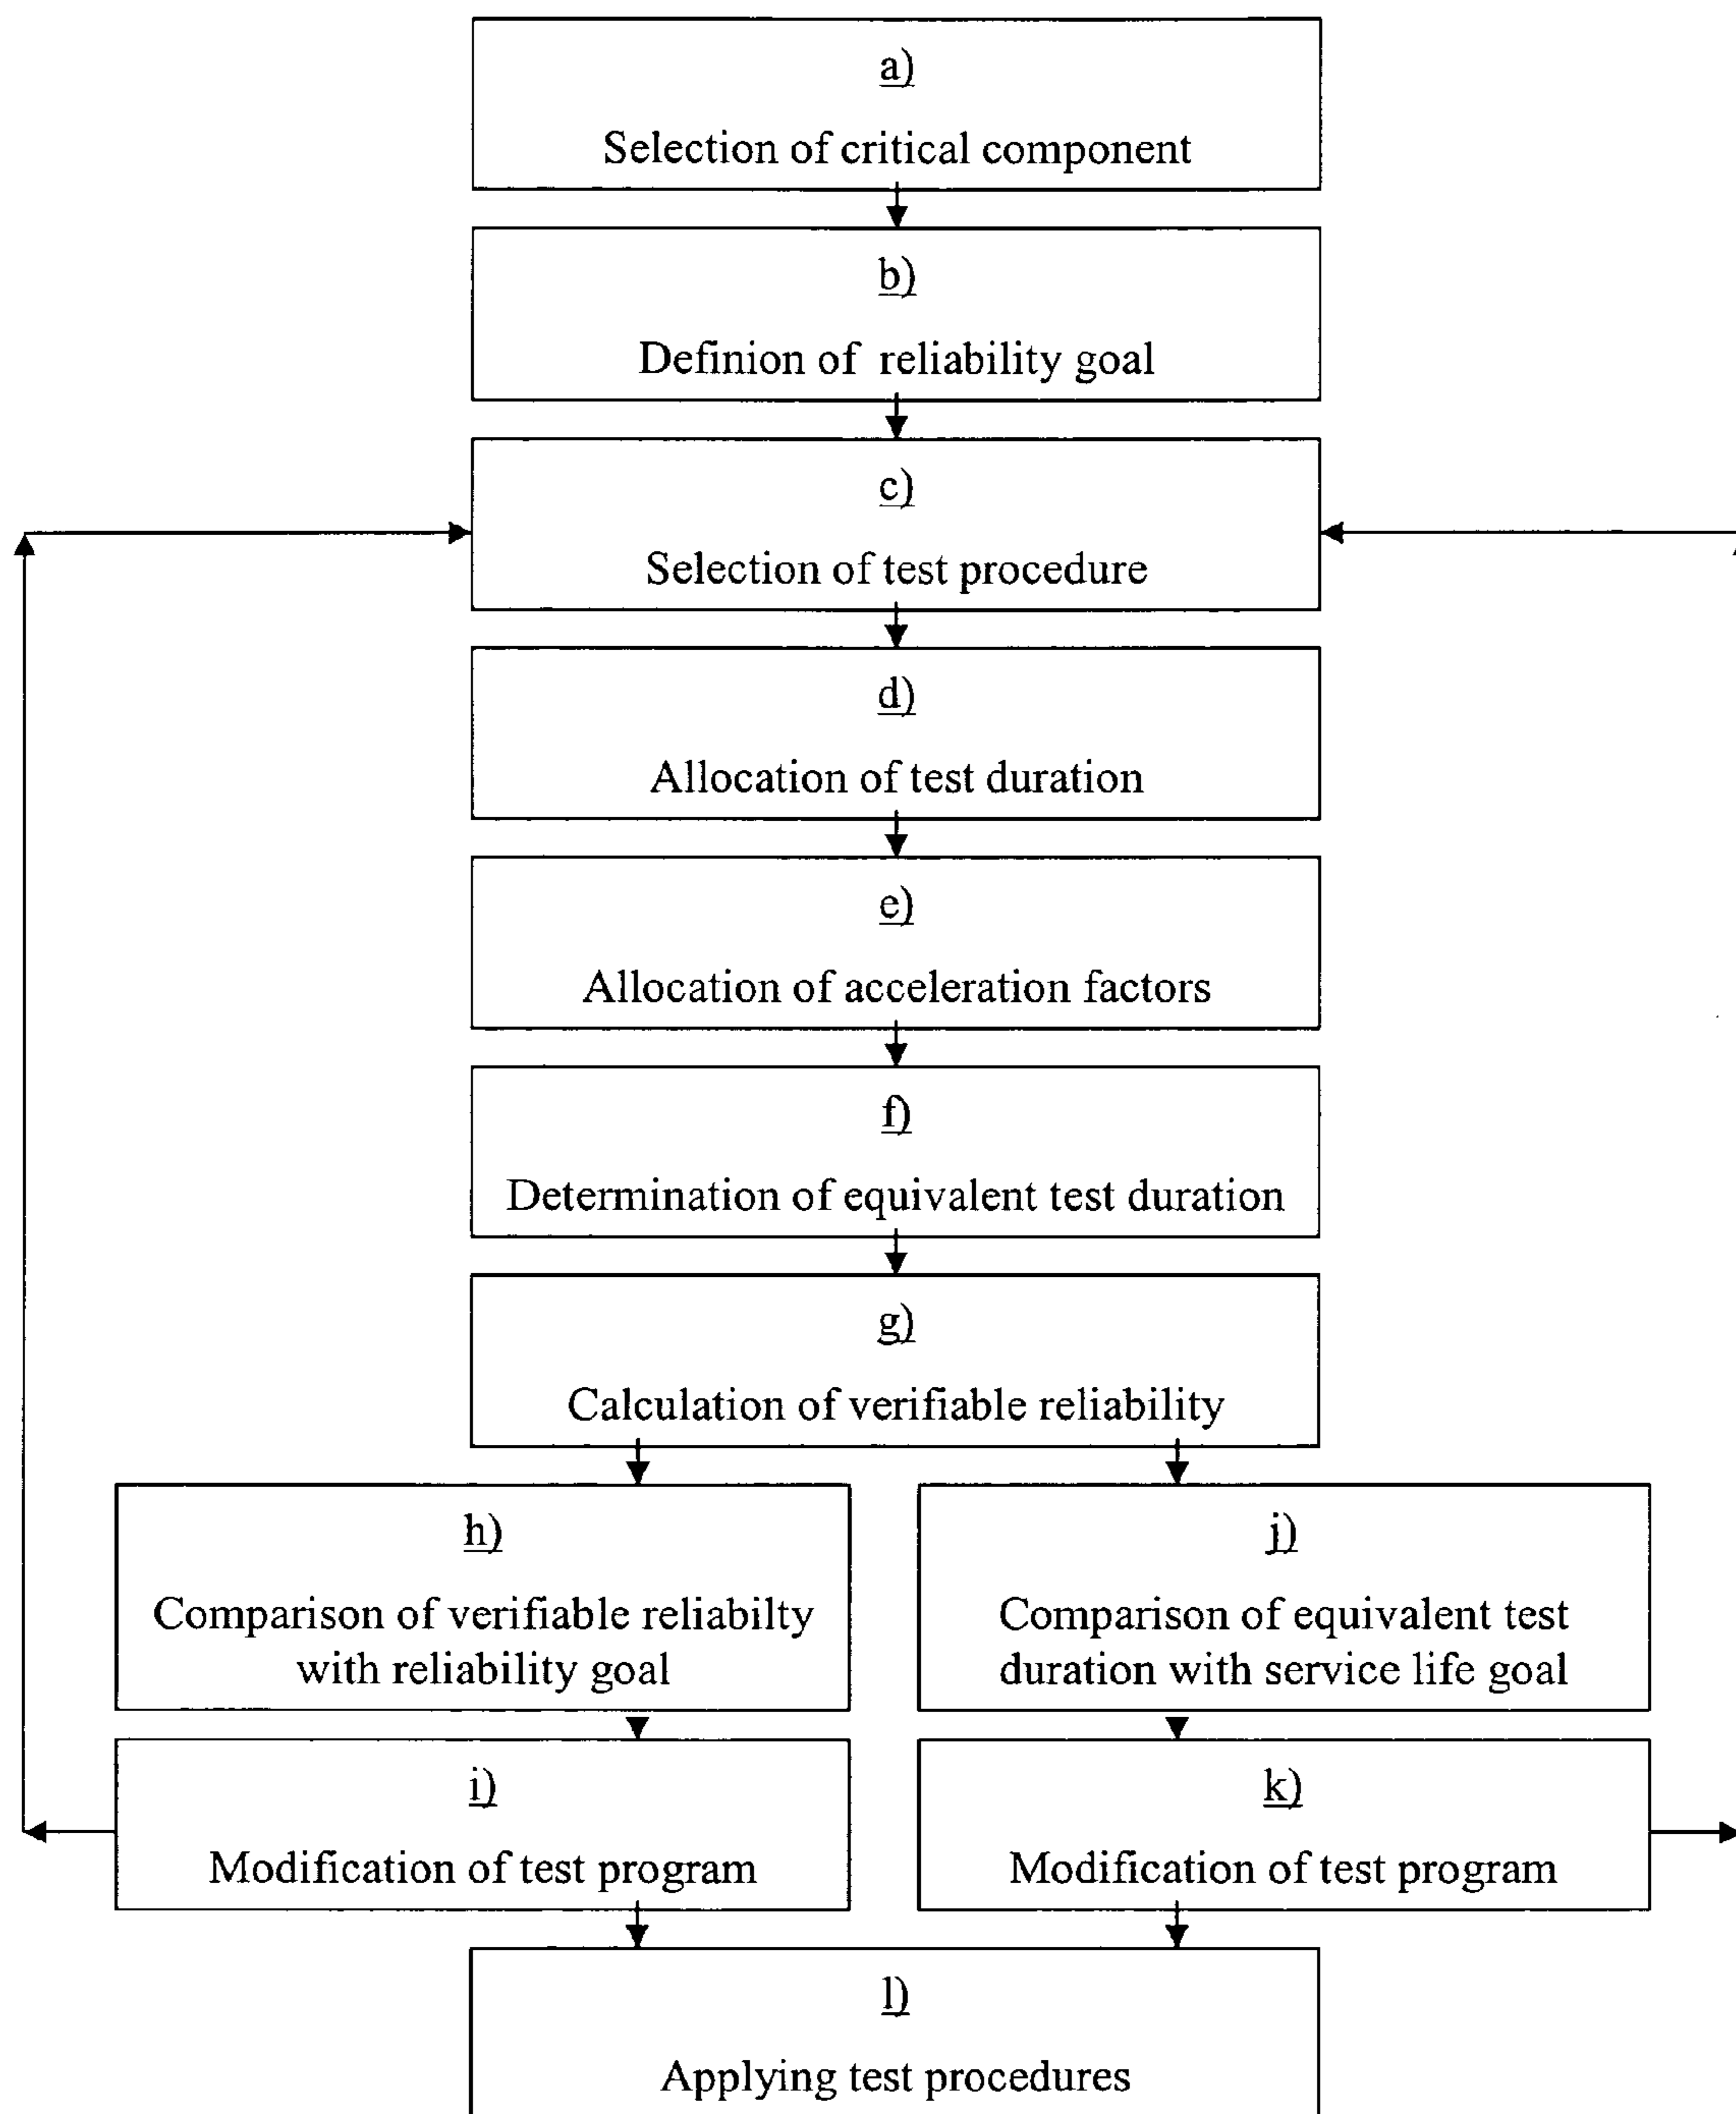 a)
Selection of critical component
b)
Definion of reliability goal
c)
Selection of test procedure
d)
Allocation of test duration
e)
Allocation of acceleration factors
f)
Determination of equivalent test duration
g)
Calculation of verifiable reliability
h)
Comparison of verifiable reliabilty
with reliability goal
j)
Comparison of equivalent test
duration with service life goal
i)
Modification of test program
k)
Modification of test program
l)
Applying test procedures